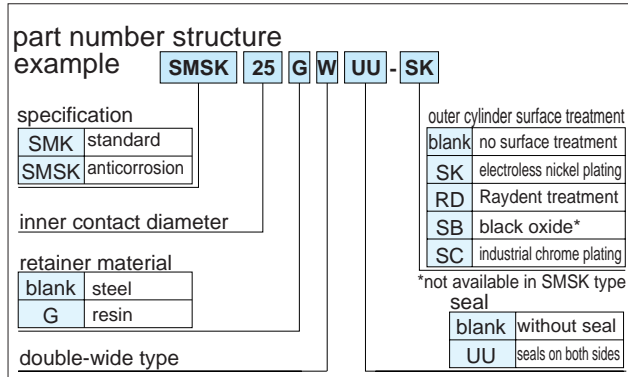 part number structure
example SMSK 25 G W UU - SK
specification
SMK standard
SMSK anticorrosion
inner contact diameter
retainer material
blank steel
G resin
double-wide type
outer cylinder surface treatment
blank no surface treatment
SK electroless nickel plating
RD Raydent treatment
SB black oxide*
SC industrial chrome plating
*not available in SMSK type
seal
blank without seal
UU seals on both sides